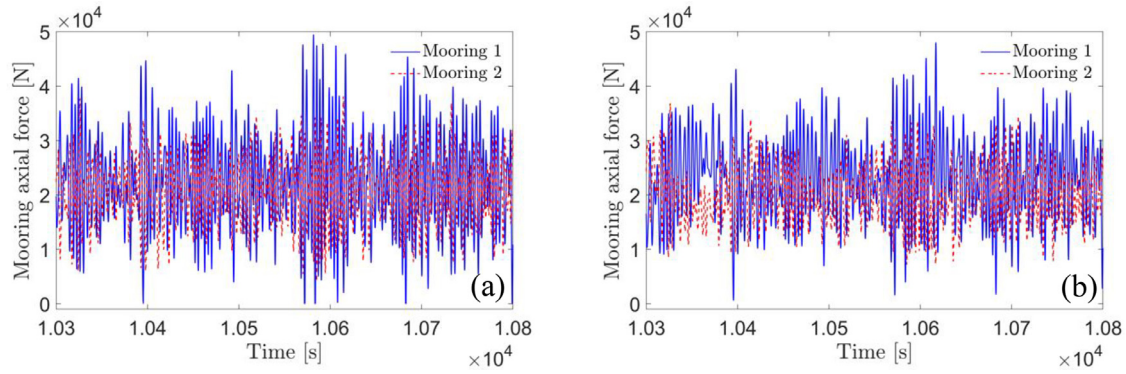 ×10⁴
5
4
3
2
1
0
Mooring axial force [N]
Mooring 1
Mooring 2
(a)
1.03 1.04 1.05 1.06 1.07 1.08
Time [s]
×10⁴
×10⁴
5
4
3
2
1
0
Mooring axial force [N]
Mooring 1
Mooring 2
(b)
1.03 1.04 1.05 1.06 1.07 1.08
Time [s]
×10⁴